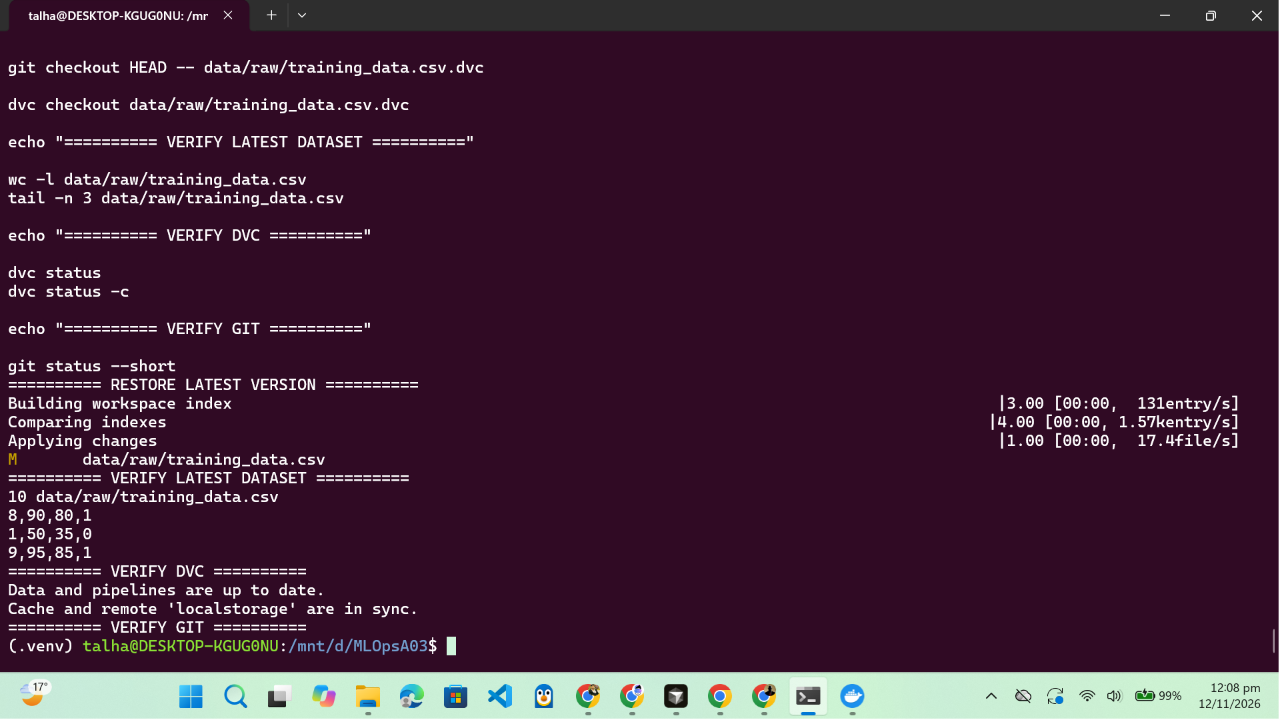 talha@DESKTOP-KGUG0NU: /mr
git checkout HEAD -- data/raw/training_data.csv.dvc
dvc checkout data/raw/training_data.csv.dvc
echo "========== VERIFY LATEST DATASET =========="
wc -l data/raw/training_data.csv
tail -n 3 data/raw/training_data.csv
echo "========== VERIFY DVC =========="
dvc status
dvc status -c
echo "========== VERIFY GIT =========="
git status --short
========== RESTORE LATEST VERSION ==========
Building workspace index |3.00 [00:00, 131entry/s]
Comparing indexes |4.00 [00:00, 1.57kentry/s]
Applying changes |1.00 [00:00, 17.4file/s]
M data/raw/training_data.csv
========== VERIFY LATEST DATASET ==========
10 data/raw/training_data.csv
8,90,80,1
1,50,35,0
9,95,85,1
========== VERIFY DVC ==========
Data and pipelines are up to date.
Cache and remote 'localstorage' are in sync.
========== VERIFY GIT ==========
(.venv) talha@DESKTOP-KGUG0NU:/mnt/d/MLOpsA03$
17°
99%
12:08 pm
12/11/2026